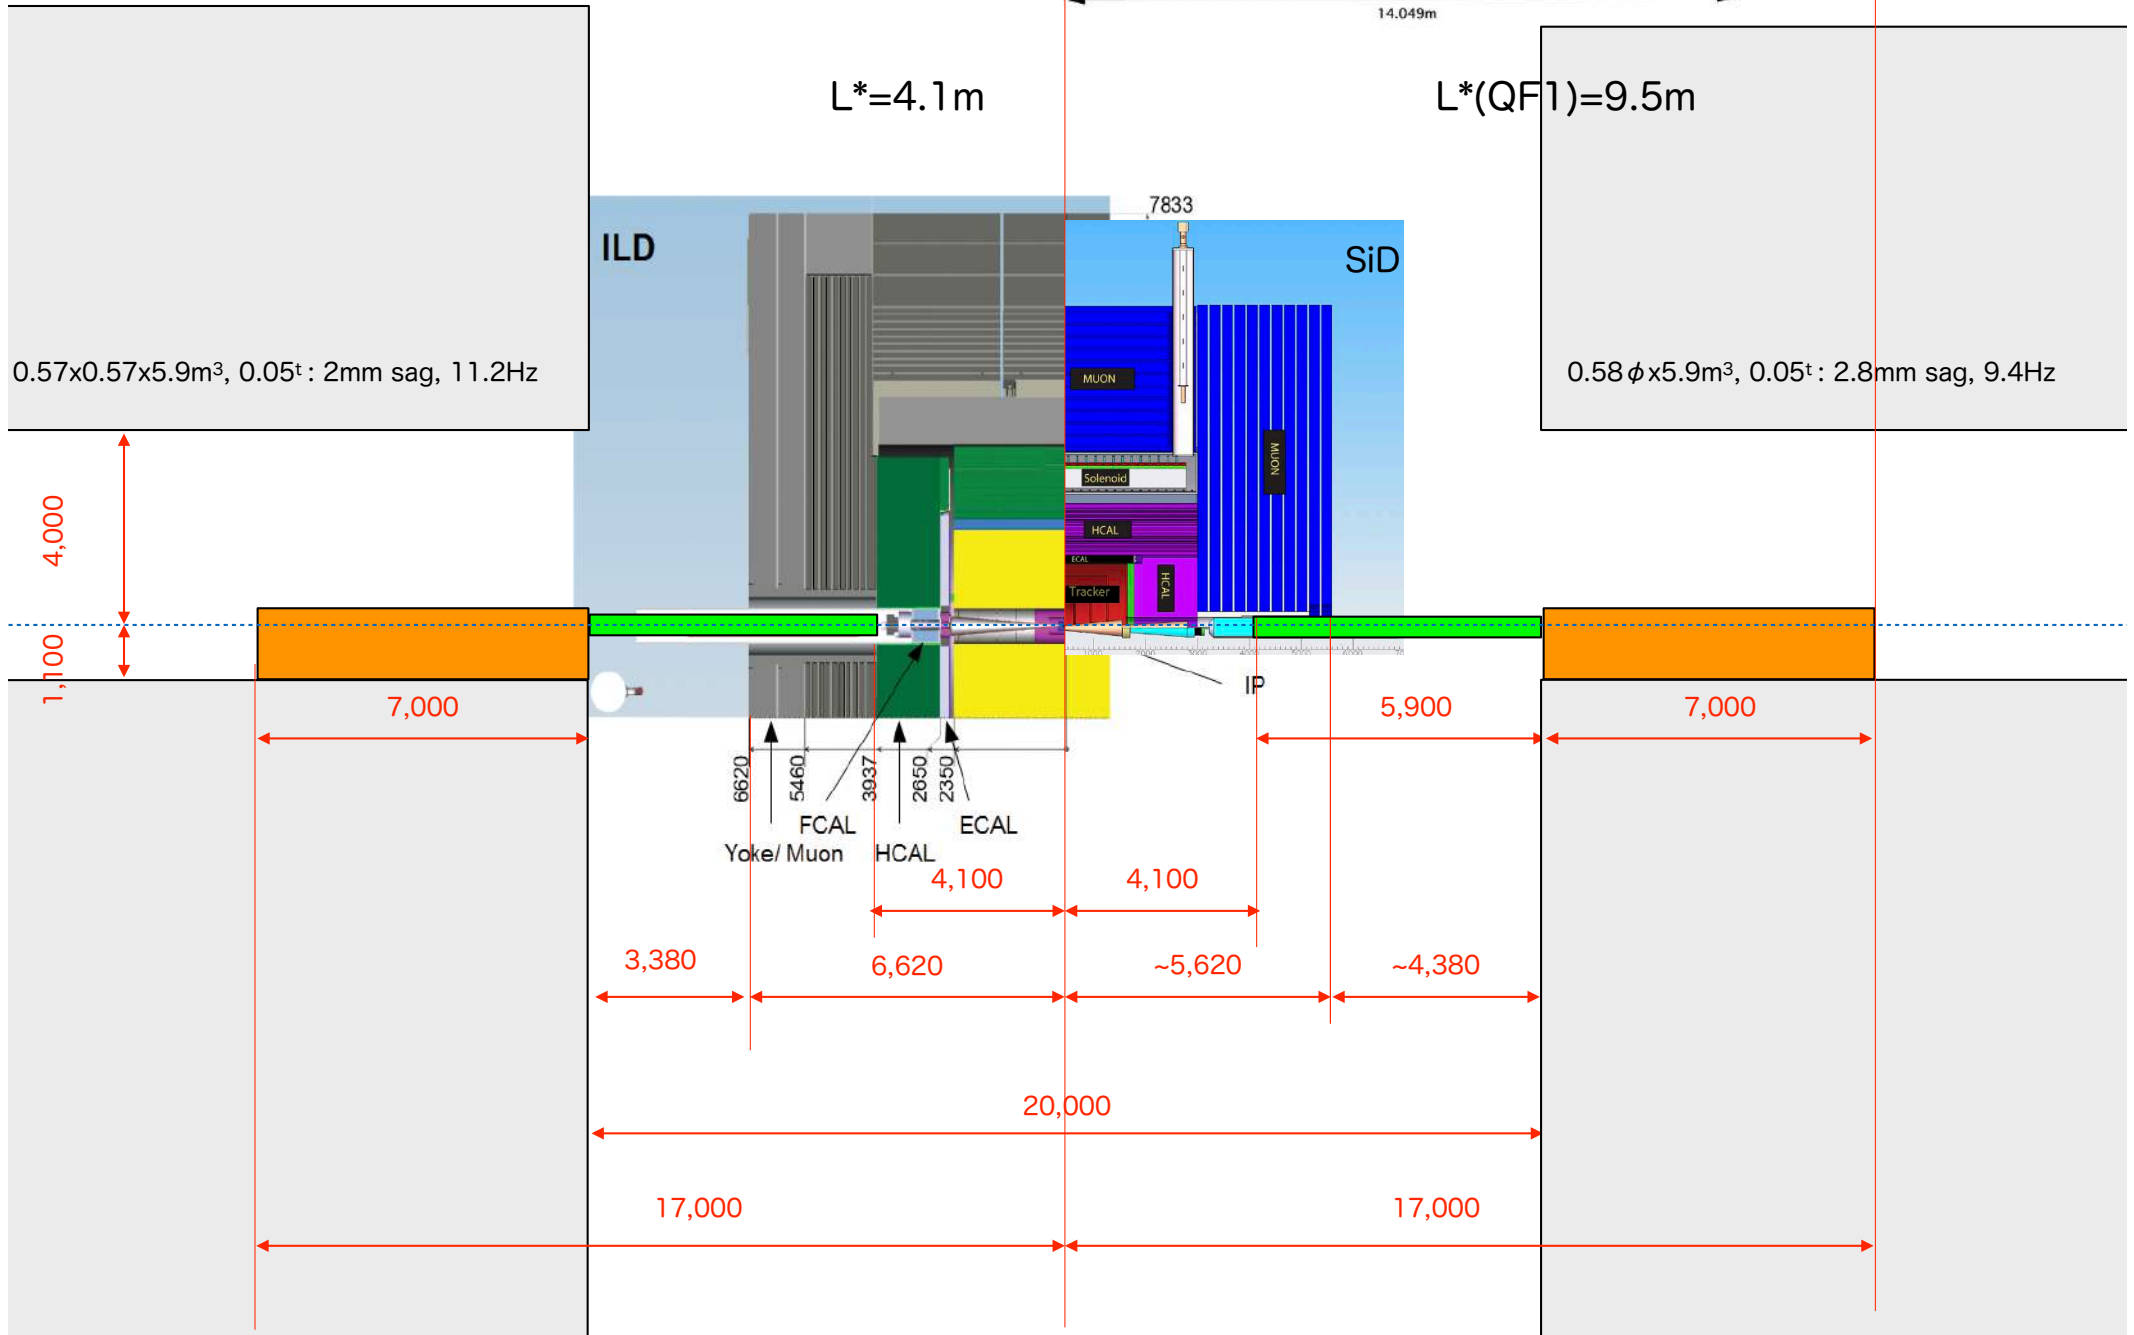 14.049m
L*=4.1m
L*(QF1)=9.5m
7833
ILD
SiD
0.57x0.57x5.9m³, 0.05ᵗ : 2mm sag, 11.2Hz
MUON
0.58φx5.9m³, 0.05ᵗ : 2.8mm sag, 9.4Hz
MUON
Solenoid
4,000
HCAL
ECAL
HCAL
Tracker
1,100
1000
2000
3000
IP
7,000
5,900
7,000
6620
5460
3937
2650
2350
FCAL
ECAL
Yoke/ Muon
HCAL
4,100
4,100
3,380
6,620
~5,620
~4,380
20,000
17,000
17,000